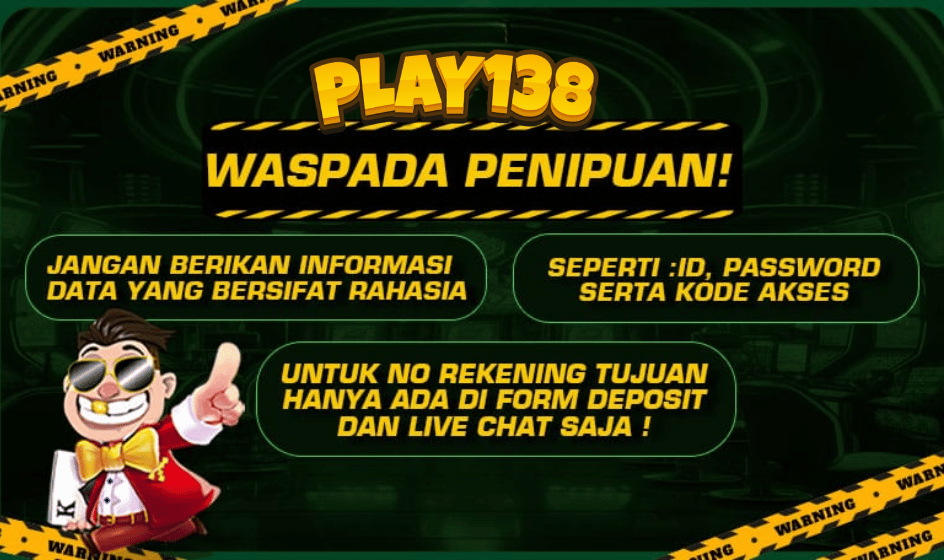 WARNING
WARNING
WARNING
PLAY138
WASPADA PENIPUAN!
JANGAN BERIKAN INFORMASI
DATA YANG BERSIFAT RAHASIA
SEPERTI :ID, PASSWORD
SERTA KODE AKSES
UNTUK NO REKENING TUJUAN
HANYA ADA DI FORM DEPOSIT
DAN LIVE CHAT SAJA !
K
WARNING
WARNING